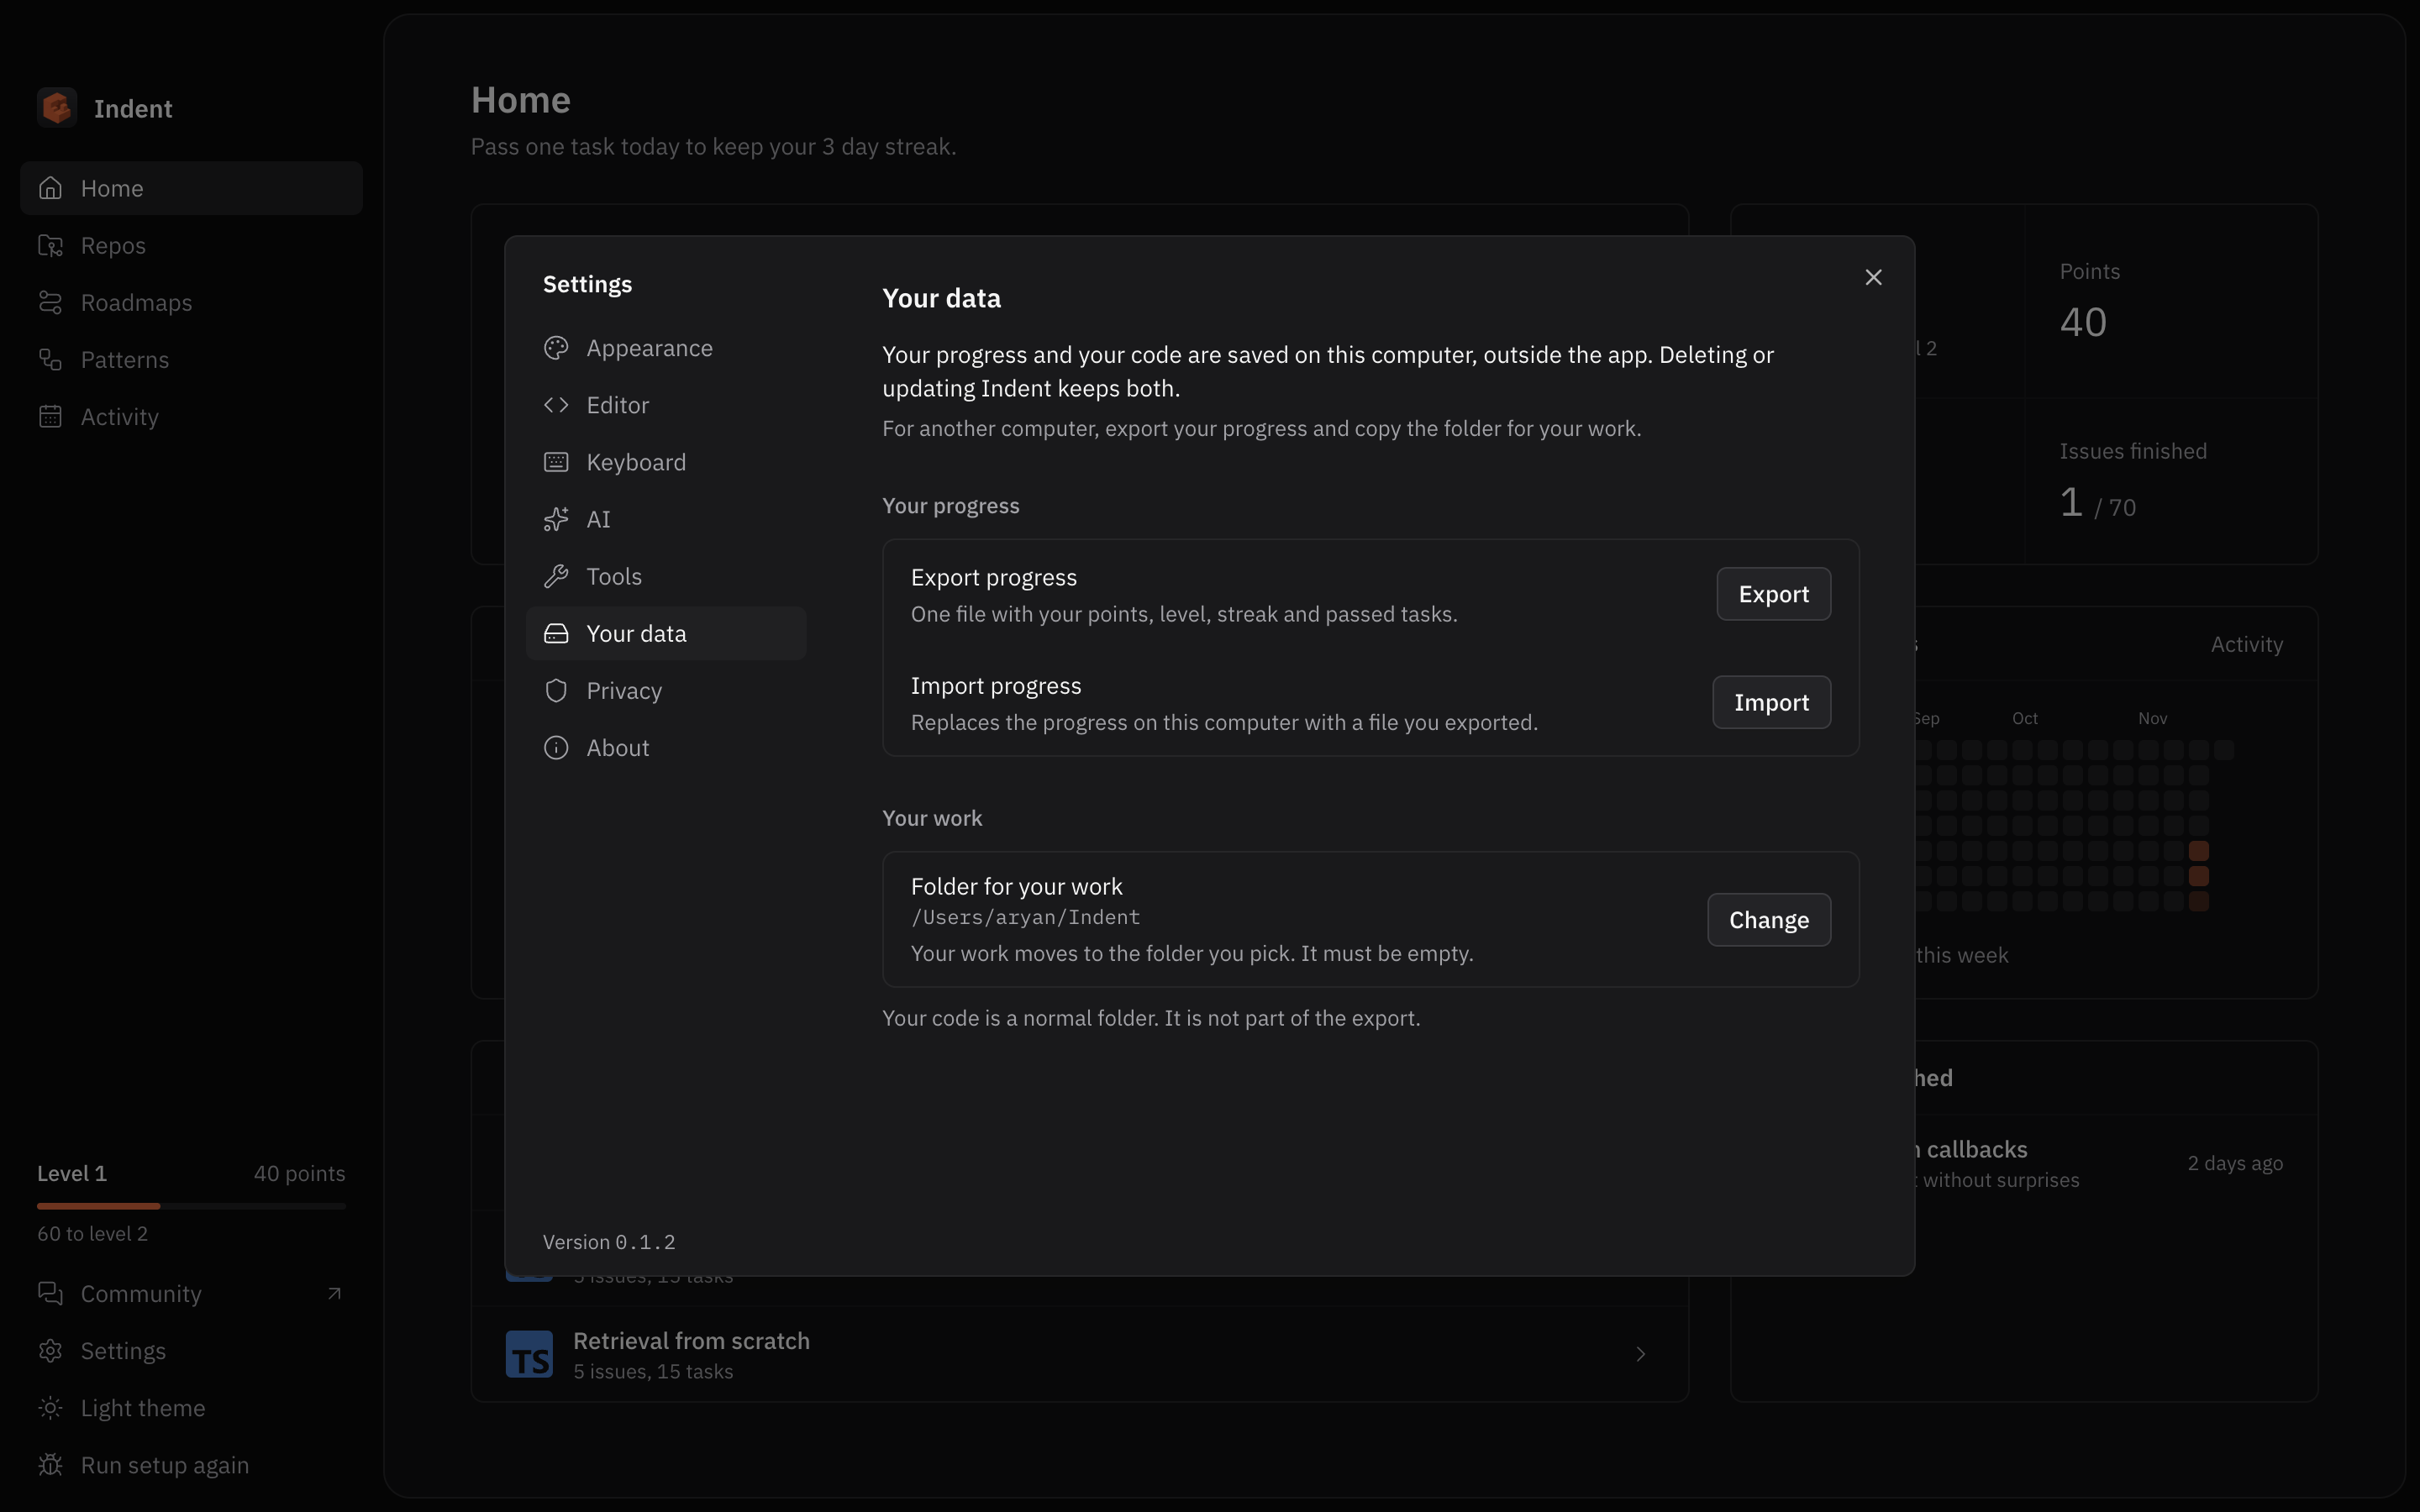 Indent
Home
Repos
Roadmaps
Patterns
Activity
Level 1
40 points
60 to level 2
Community
Settings
Light theme
Run setup again
Home
Pass one task today to keep your 3 day streak.
Points
40
Issues finished
1 / 70
Activity
Sep
Oct
Nov
this week
callbacks
without surprises
2 days ago
Settings
Appearance
Editor
Keyboard
AI
Tools
Your data
Privacy
About
Version 0.1.2
Your data
Your progress and your code are saved on this computer, outside the app. Deleting or
updating Indent keeps both.
For another computer, export your progress and copy the folder for your work.
Your progress
Export progress
One file with your points, level, streak and passed tasks.
Export
Import progress
Replaces the progress on this computer with a file you exported.
Import
Your work
Folder for your work
/Users/aryan/Indent
Your work moves to the folder you pick. It must be empty.
Change
Your code is a normal folder. It is not part of the export.
5 issues, 15 tasks
TS
Retrieval from scratch
5 issues, 15 tasks